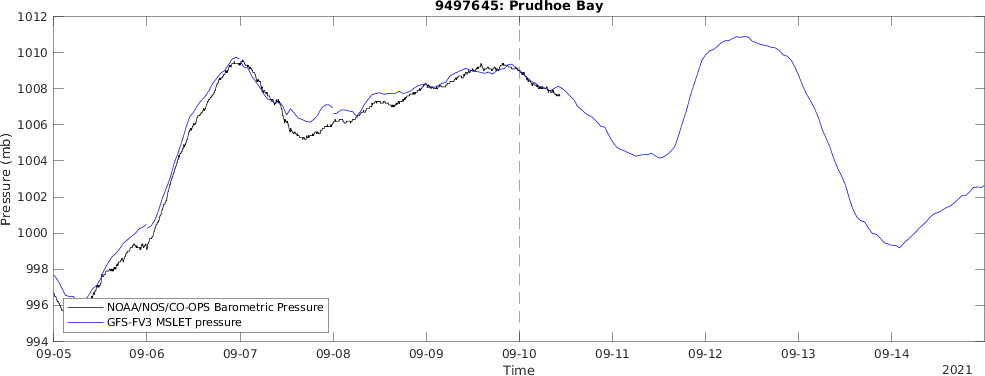 9497645: Prudhoe Bay
1012
1010
1008
1006
1004
1002
1000
998
996
994
Pressure (mb)
NOAA/NOS/CO-OPS Barometric Pressure
GFS-FV3 MSLET pressure
09-05 09-06 09-07 09-08 09-09 09-10 09-11 09-12 09-13 09-14
Time
2021